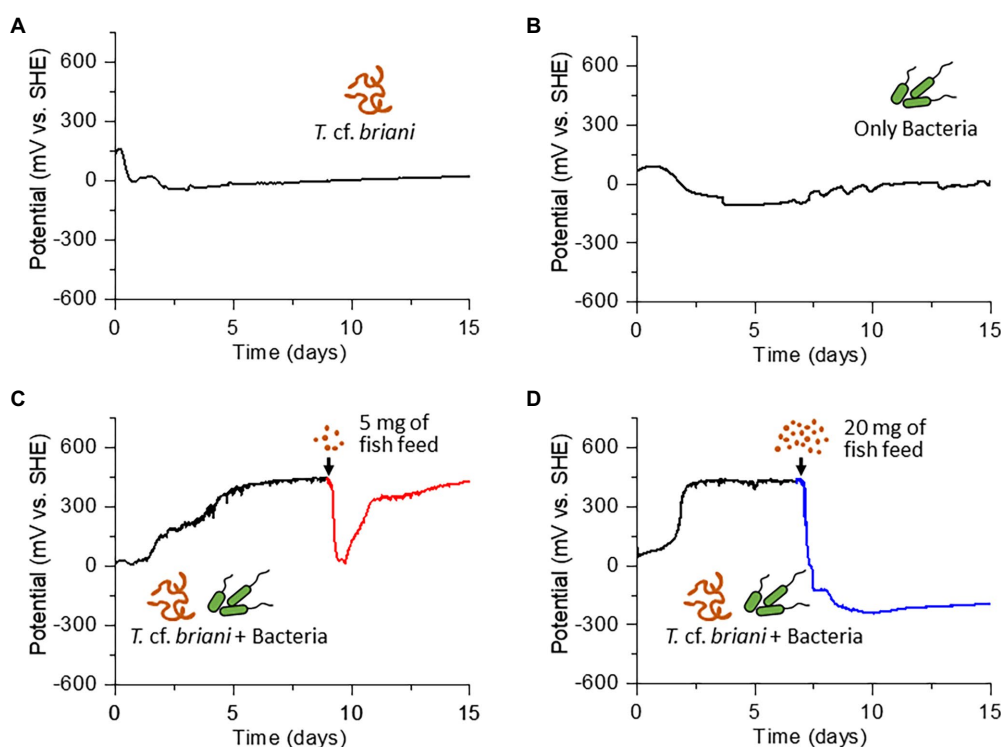 A
Potential (mV vs. SHE)
600
300
0
-300
-600
T. cf. briani
0
5
10
15
Time (days)
B
Potential (mV vs. SHE)
600
300
0
-300
-600
Only Bacteria
0
5
10
15
Time (days)
C
Potential (mV vs. SHE)
600
300
0
-300
-600
5 mg of
fish feed
T. cf. briani + Bacteria
0
5
10
15
Time (days)
D
Potential (mV vs. SHE)
600
300
0
-300
-600
20 mg of
fish feed
T. cf. briani + Bacteria
0
5
10
15
Time (days)